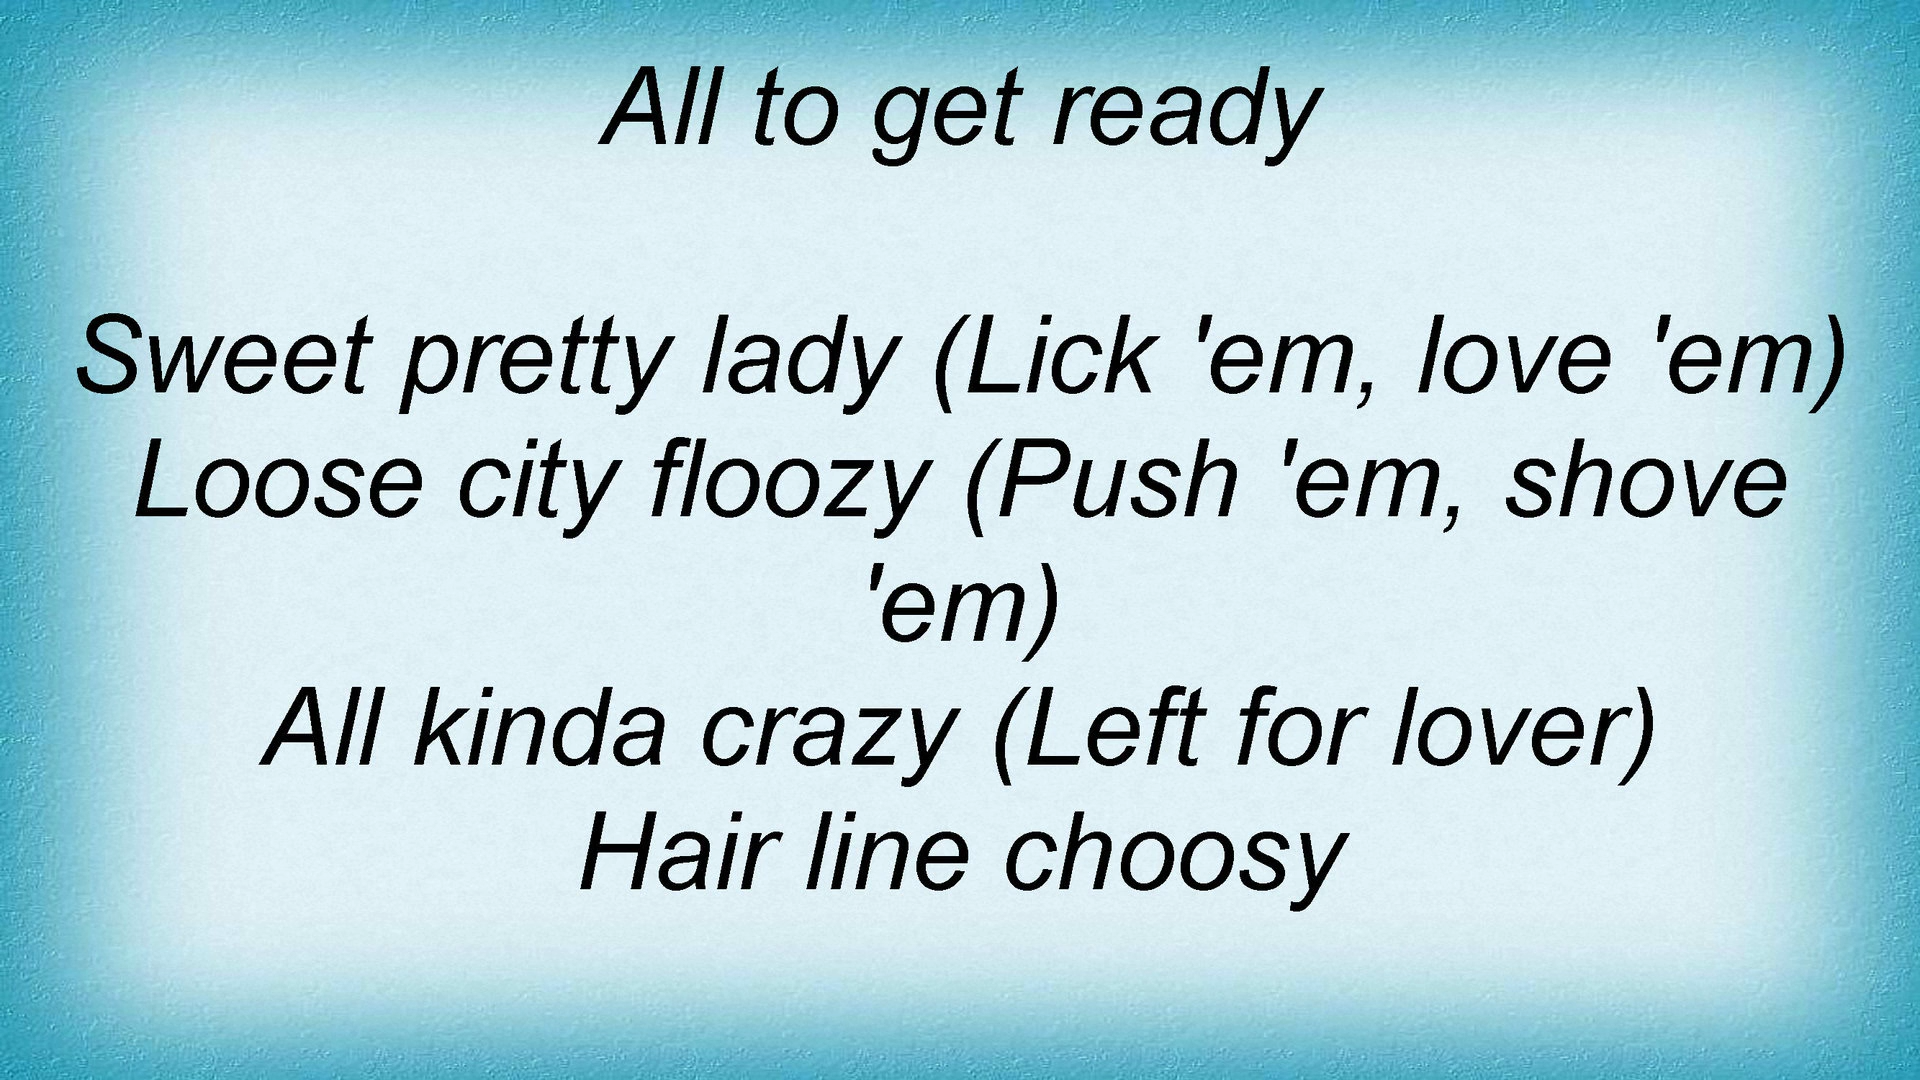 All to get ready
Sweet pretty lady (Lick 'em, love 'em)
Loose city floozy (Push 'em, shove
'em)
All kinda crazy (Left for lover)
Hair line choosy